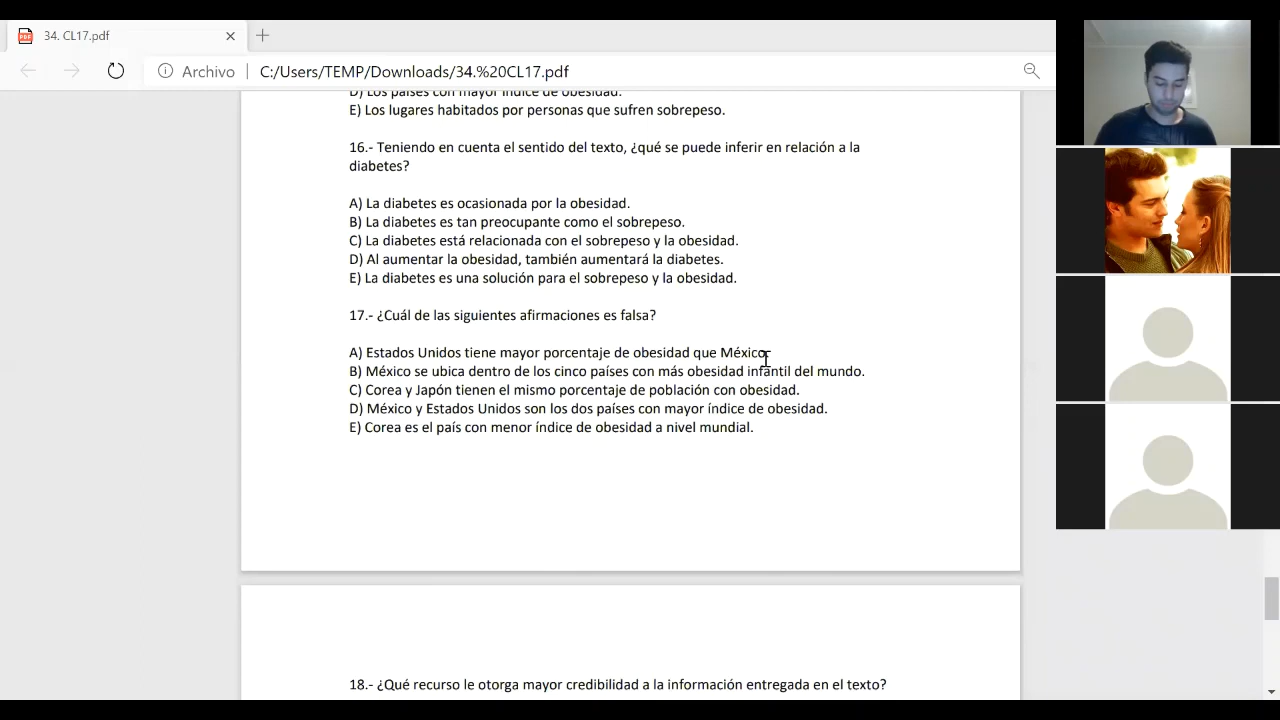 34. CL17.pdf
Archivo
C:/Users/TEMP/Downloads/34.%20CL17.pdf
D) Los países con mayor índice de obesidad.
E) Los lugares habitados por personas que sufren sobrepeso.
16.- Teniendo en cuenta el sentido del texto, ¿qué se puede inferir en relación a la
diabetes?
A) La diabetes es ocasionada por la obesidad.
B) La diabetes es tan preocupante como el sobrepeso.
C) La diabetes está relacionada con el sobrepeso y la obesidad.
D) Al aumentar la obesidad, también aumentará la diabetes.
E) La diabetes es una solución para el sobrepeso y la obesidad.
17.- ¿Cuál de las siguientes afirmaciones es falsa?
A) Estados Unidos tiene mayor porcentaje de obesidad que México.
B) México se ubica dentro de los cinco países con más obesidad infantil del mundo.
C) Corea y Japón tienen el mismo porcentaje de población con obesidad.
D) México y Estados Unidos son los dos países con mayor índice de obesidad.
E) Corea es el país con menor índice de obesidad a nivel mundial.
18.- ¿Qué recurso le otorga mayor credibilidad a la información entregada en el texto?